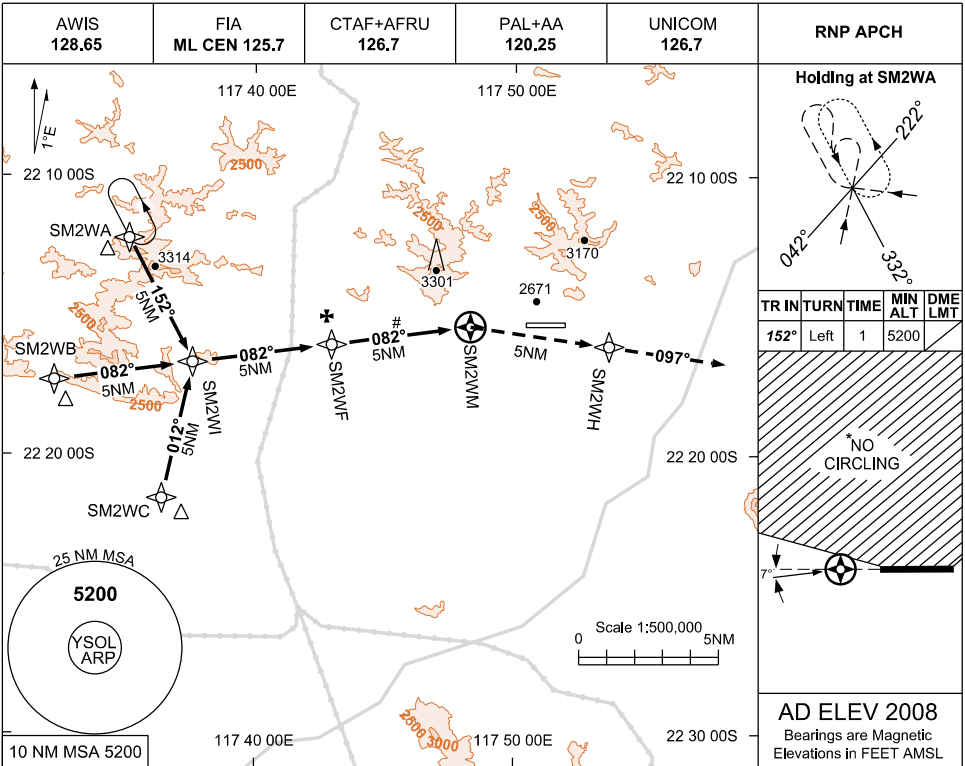 AWIS
128.65
FIA
ML CEN 125.7
CTAF+AFRU
126.7
PAL+AA
120.25
UNICOM
126.7
RNP APCH
1°E
117 40 00E
117 50 00E
22 10 00S
22 10 00S
2500
SM2WA
3314
152°
5NM
2500
SM2WB
082°
5NM
2500
SM2WI
082°
5NM
SM2WF
#
082°
5NM
SM2WM
5NM
SM2WH
097°
2500
3301
2500
3170
2671
012°
5NM
SM2WC
22 20 00S
22 20 00S
25 NM MSA
5200
YSOL
ARP
10 NM MSA 5200
117 40 00E
2500
3000
117 50 00E
22 30 00S
Scale 1:500,000
0
5NM
Holding at SM2WA
222°
042°
332°
TR IN TURN TIME MIN ALT DME LMT
152° Left 1 5200
*NO
CIRCLING
7°
AD ELEV 2008
Bearings are Magnetic
Elevations in FEET AMSL